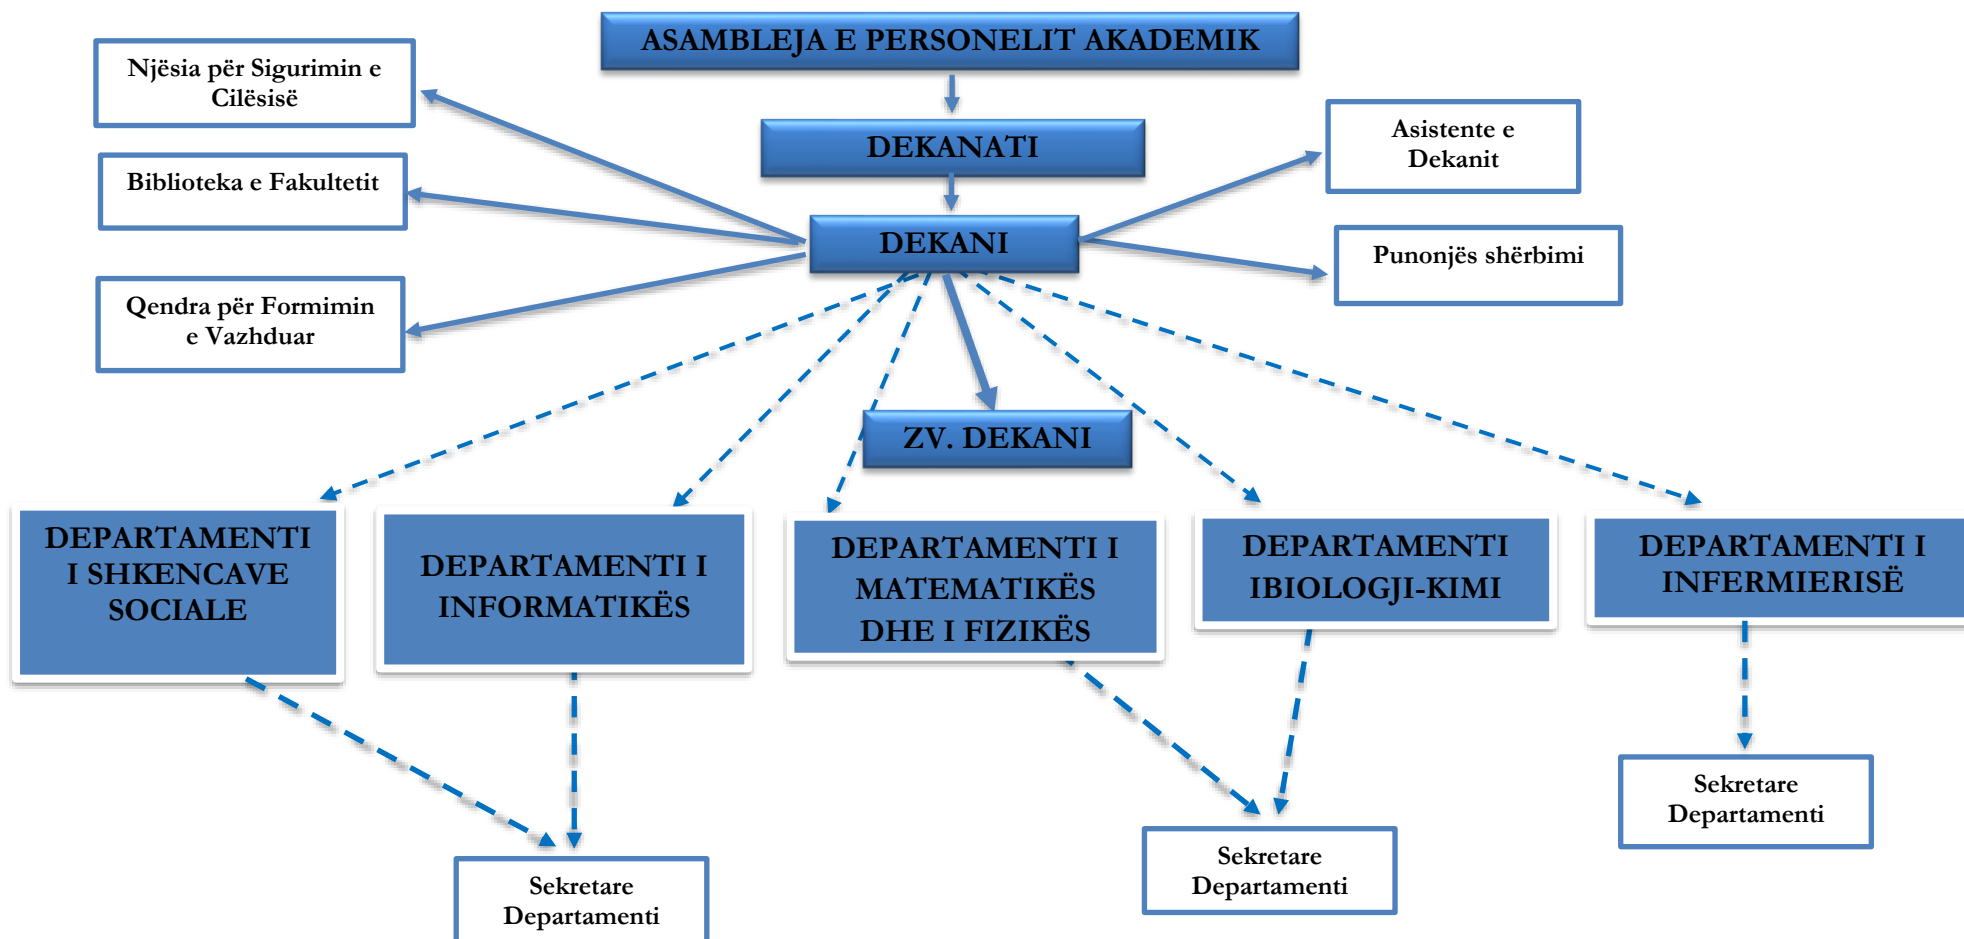 ASAMBLEJA E PERSONELIT AKADEMIK
Njësia për Sigurimin e
Cilësisë
DEKANATI
Asistente e
Dekanit
Biblioteka e Fakultetit
DEKANI
Punonjës shërbimi
Qendra për Formimin
e Vazhduar
ZV. DEKANI
DEPARTAMENTI
I SHKENCAVE
SOCIALE
DEPARTAMENTI I
INFORMATIKËS
DEPARTAMENTI I
MATEMATIKËS
DHE I FIZIKËS
DEPARTAMENTI
IBIOLOGJI-KIMI
DEPARTAMENTI I
INFERMIERISË
Sekretare
Departamenti
Sekretare
Departamenti
Sekretare
Departamenti